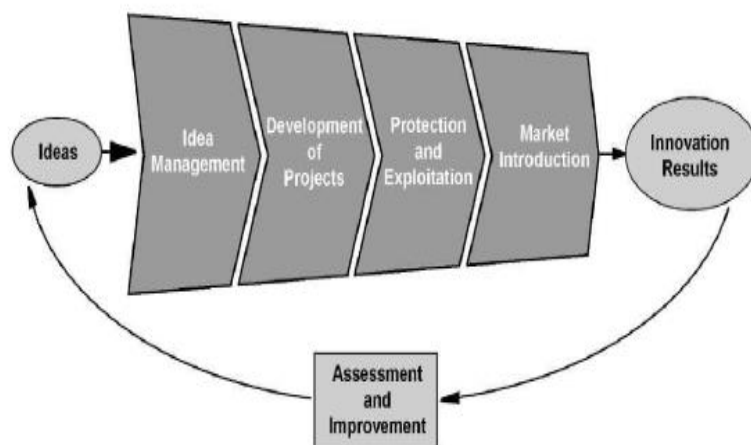 Ideas
Idea
Management
Development
of
Projects
Protection
and
Exploitation
Market
Introduction
Innovation
Results
Assessment
and
Improvement